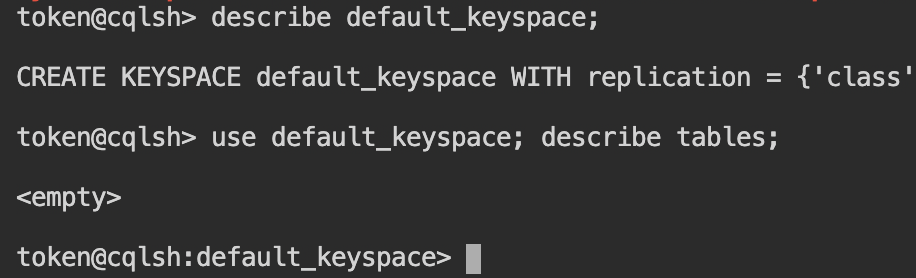 token@cqlsh> describe default_keyspace;
CREATE KEYSPACE default_keyspace WITH replication = {'class'
token@cqlsh> use default_keyspace; describe tables;
<empty>
token@cqlsh:default_keyspace>